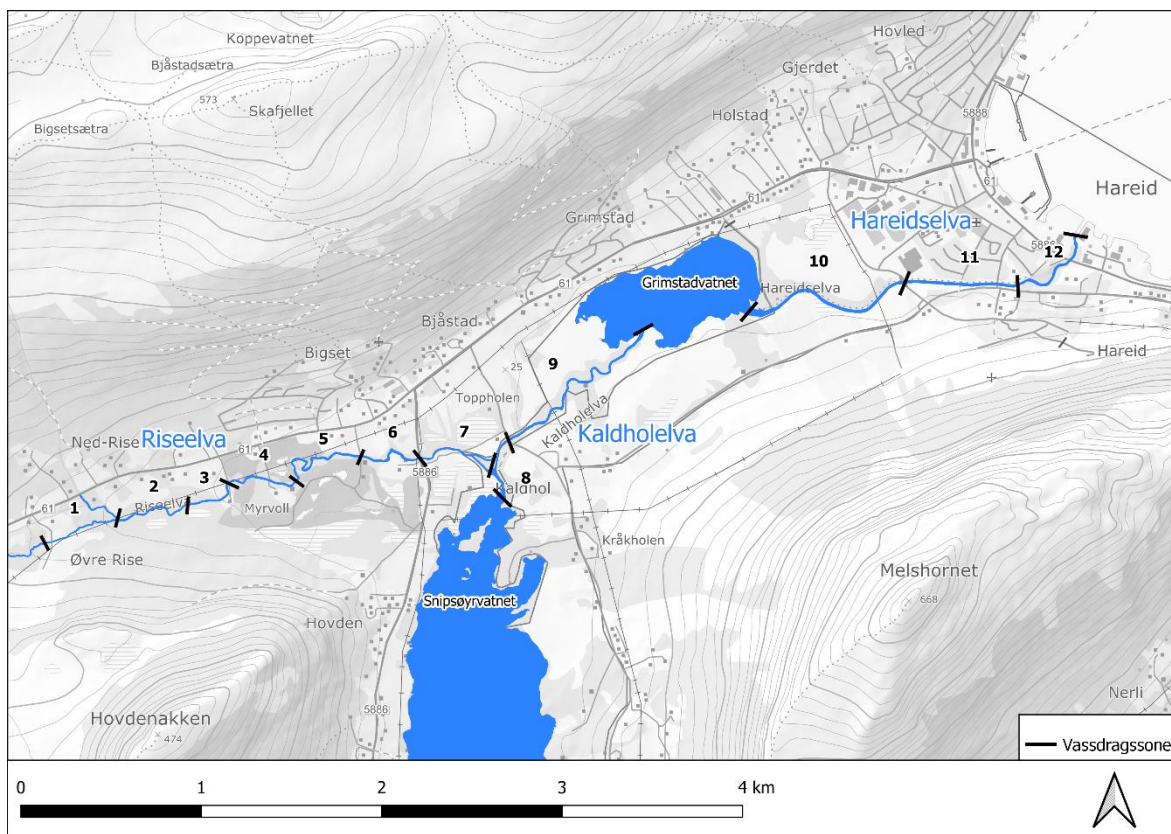 Koppevatnet
Bjåstadsætra
573
Skafjellet
Bigsetsætra
Hovled
Gjerdet
Holstad
5888
61
61
Hareid
Grimstad
Hareidselva
5886
12
11
10
Grimstadvatnet
Hareidselva
61
Bjåstad
Hareid
Bigset
9
25
Toppholen
Kaldholelva
Kaldholelva
Ned-Rise
Riseelva
5
6
7
4
5886
3
2
8
Kaldhol
1
61
Riseelva
Myrvoll
Øvre Rise
Kråkholen
Melshornet
668
Snipsøyrvatnet
Hovden
Nerli
5886
Hovdenakken
474
Vassdragssone
0 1 2 3 4 km